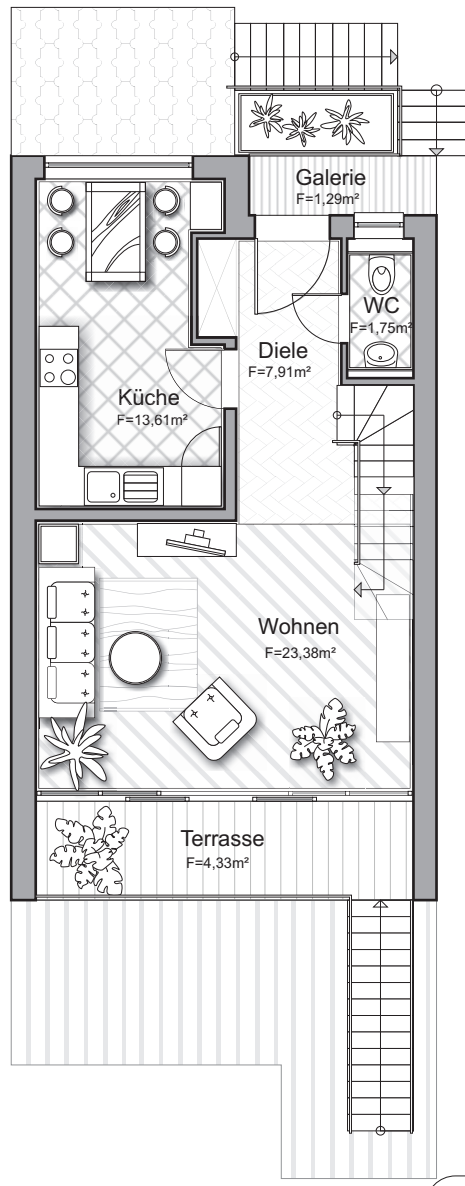 Galerie
F=1,29m²
WC
F=1,75m²
Diele
F=7,91m²
Küche
F=13,61m²
Wohnen
F=23,38m²
Terrasse
F=4,33m²